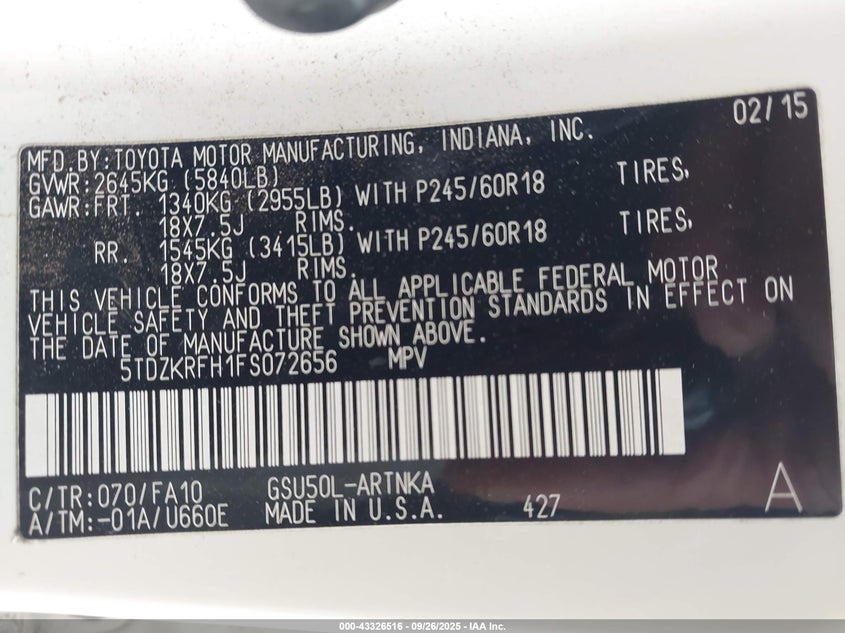 02/15
MFD.BY:TOYOTA MOTOR MANUFACTURING, INDIANA, INC.
GVWR:2645KG (5840LB)
GAWR:FRT. 1340KG (2955LB) WITH P245/60R18 TIRES,
18X7.5J RIMS.
RR. 1545KG (3415LB) WITH P245/60R18 TIRES,
18X7.5J RIMS.
THIS VEHICLE CONFORMS TO ALL APPLICABLE FEDERAL MOTOR
VEHICLE SAFETY AND THEFT PREVENTION STANDARDS IN EFFECT ON
THE DATE OF MANUFACTURE SHOWN ABOVE.
5TDZKRFH1FS072656 MPV
C/TR:070/FA10 GSU50L-ARTNKA
A/TM:-01A/U660E MADE IN U.S.A. 427 A
000-43326516 - 09/26/2025 - IAA Inc.